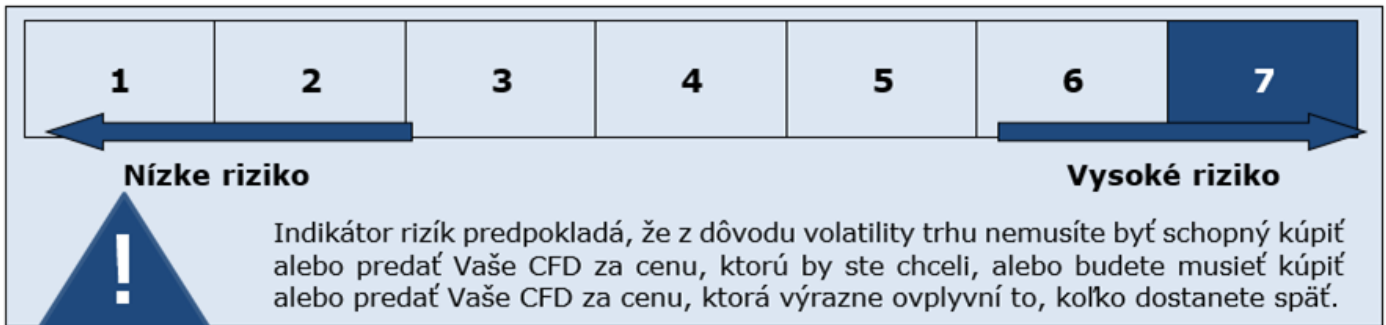 1 2 3 4 5 6 7
Nízke riziko Vysoké riziko
!
Indikátor rizík predpokladá, že z dôvodu volatility trhu nemusíte byť schopný kúpiť
alebo predať Vaše CFD za cenu, ktorú by ste chceli, alebo budete musieť kúpiť
alebo predať Vaše CFD za cenu, ktorá výrazne ovplyvní to, koľko dostanete späť.